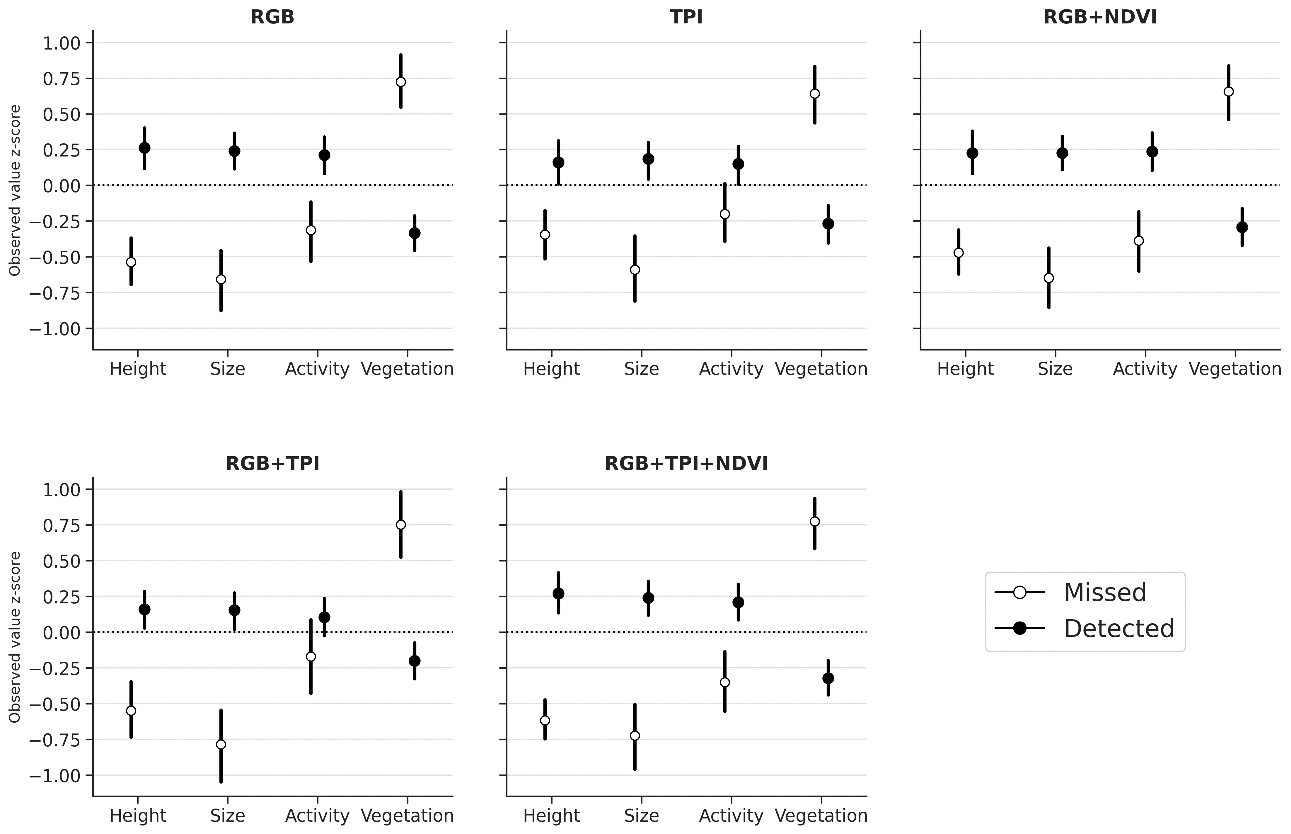 RGB
TPI
RGB+NDVI
Observed value z-score
1.00
0.75
0.50
0.25
0.00
−0.25
−0.50
−0.75
−1.00
Height Size Activity Vegetation
Height Size Activity Vegetation
Height Size Activity Vegetation
RGB+TPI
RGB+TPI+NDVI
Observed value z-score
1.00
0.75
0.50
0.25
0.00
−0.25
−0.50
−0.75
−1.00
Height Size Activity Vegetation
Height Size Activity Vegetation
Missed
Detected